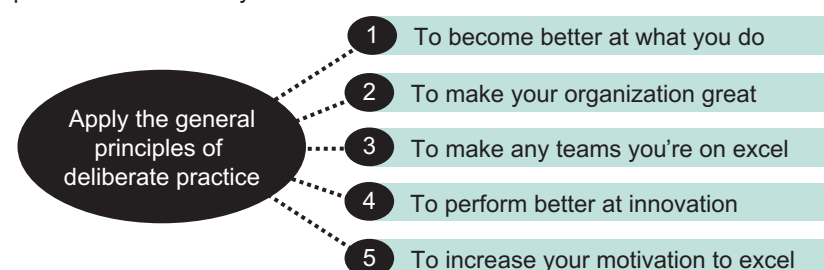 Apply the general
principles of
deliberate practice
1 To become better at what you do
2 To make your organization great
3 To make any teams you're on excel
4 To perform better at innovation
5 To increase your motivation to excel